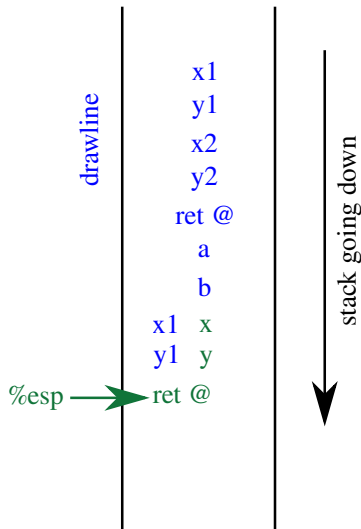 x1
y1
x2
y2
ret @
a
b
x1 x
y1 y
%esp ret @
drawline
stack going down